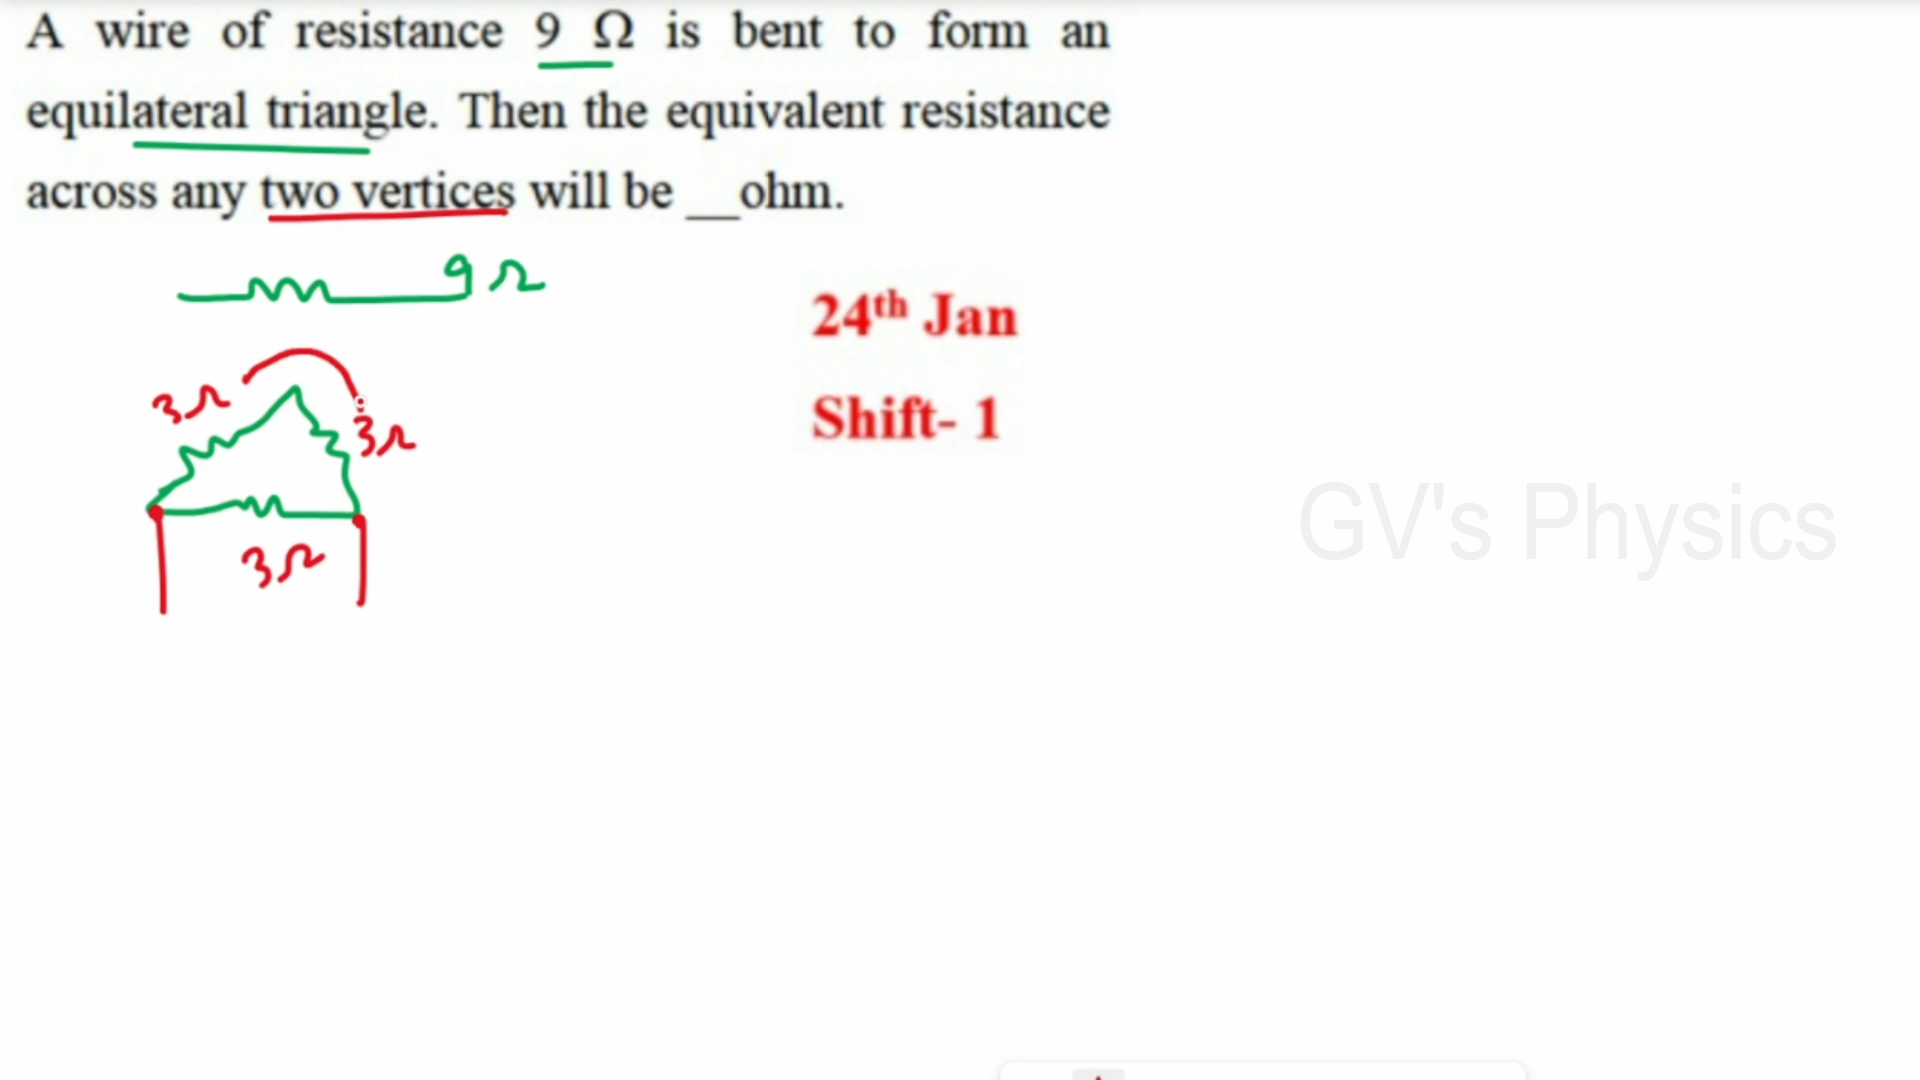 A wire of resistance 9 Ω is bent to form an
equilateral triangle. Then the equivalent resistance
across any two vertices will be __ohm.
9 Ω
24th Jan
3Ω
3Ω
Shift- 1
GV's Physics
3Ω